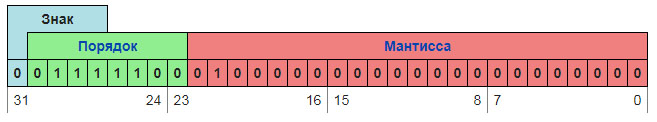 Знак
Порядок Мантисса
0 0 1 1 1 1 1 0 0 0 1 0 0 0 0 0 0 0 0 0 0 0 0 0 0 0 0 0 0 0 0 0
31 24 23 16 15 8 7 0